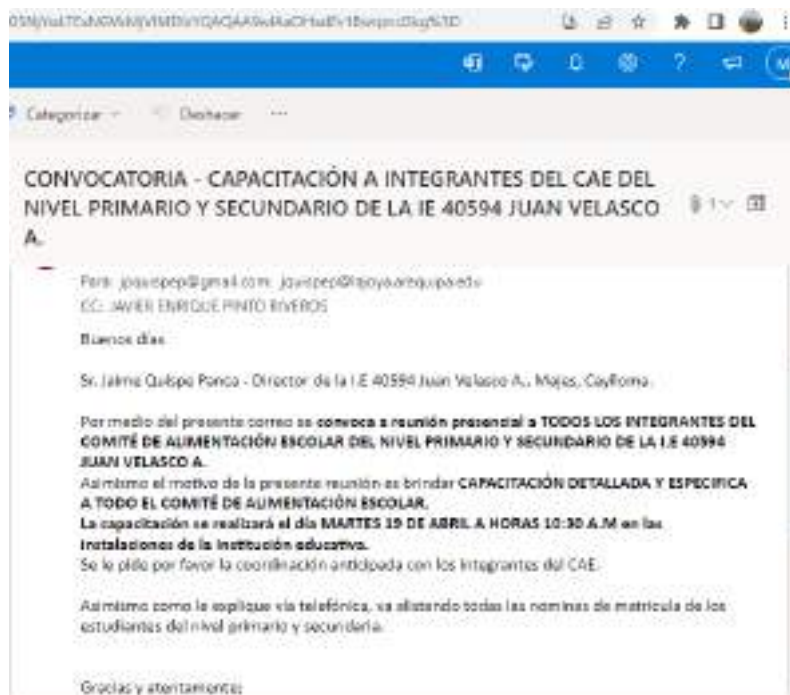 Categorizar
Deshacer ...
CONVOCATORIA - CAPACITACIÓN A INTEGRANTES DEL CAE DEL
NIVEL PRIMARIO Y SECUNDARIO DE LA IE 40594 JUAN VELASCO
A.
1
Para: jquispep@gmail.com
CC: JAVIER ENRIQUE PINTO RIVEROS
Buenos días
Sr. Jaime Quispe Panca - Director de la I.E 40594 Juan Velasco A., Majes, Caylloma.
Por medio del presente correo se convoca a reunión presencial a TODOS LOS INTEGRANTES DEL
COMITÉ DE ALIMENTACIÓN ESCOLAR DEL NIVEL PRIMARIO Y SECUNDARIO DE LA I.E 40594
JUAN VELASCO A.
Asimismo el motivo de la presente reunión es brindar CAPACITACIÓN DETALLADA Y ESPECIFICA
A TODO EL COMITÉ DE ALIMENTACIÓN ESCOLAR.
La capacitación se realizará el día MARTES 19 DE ABRIL A HORAS 10:30 A.M en las
instalaciones de la institución educativa.
Se le pide por favor la coordinación anticipada con los integrantes del CAE.
Asimismo como le explique vía telefónica, va alistando todas las nominas de matricula de los
estudiantes del nivel primario y secundaria.
Gracias y atentamente;